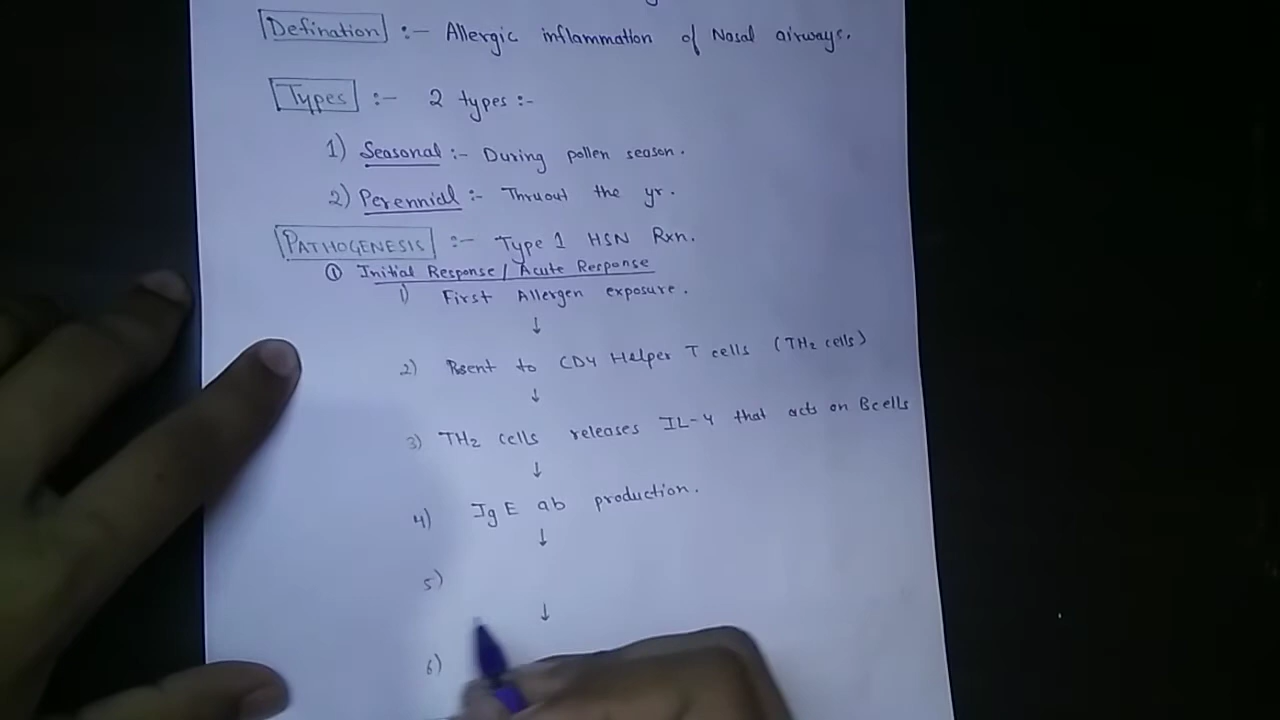 Defination :- Allergic inflammation of Nasal airways.
Types :- 2 types :-
1) Seasonal :- During pollen season.
2) Perennial :- Thruout the yr.
PATHOGENESIS :- Type 1 HSN Rxn.
① Initial Response / Acute Response
1) First Allergen exposure.
↓
2) to CD4 Helper T cells (TH2 cells)
↓
3) TH2 cells releases IL-4 that acts on B cells
↓
4) IgE ab production.
↓
5)
↓
6)